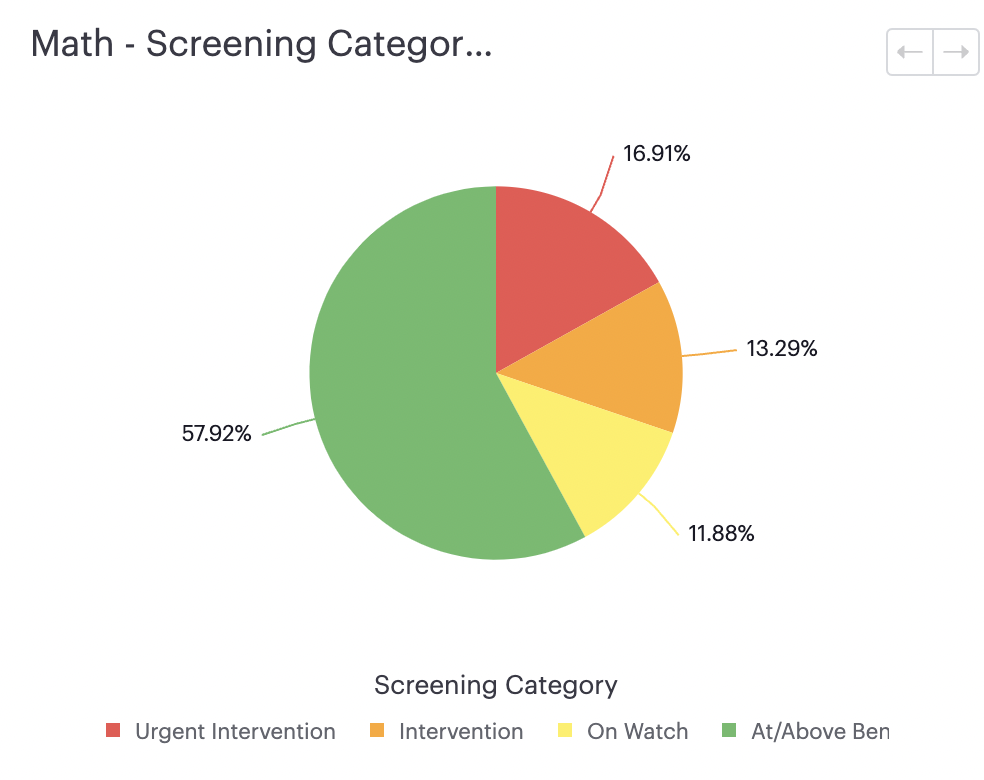 Math - Screening Categor...
16.91%
13.29%
57.92%
11.88%
Screening Category
Urgent Intervention Intervention On Watch At/Above Ben